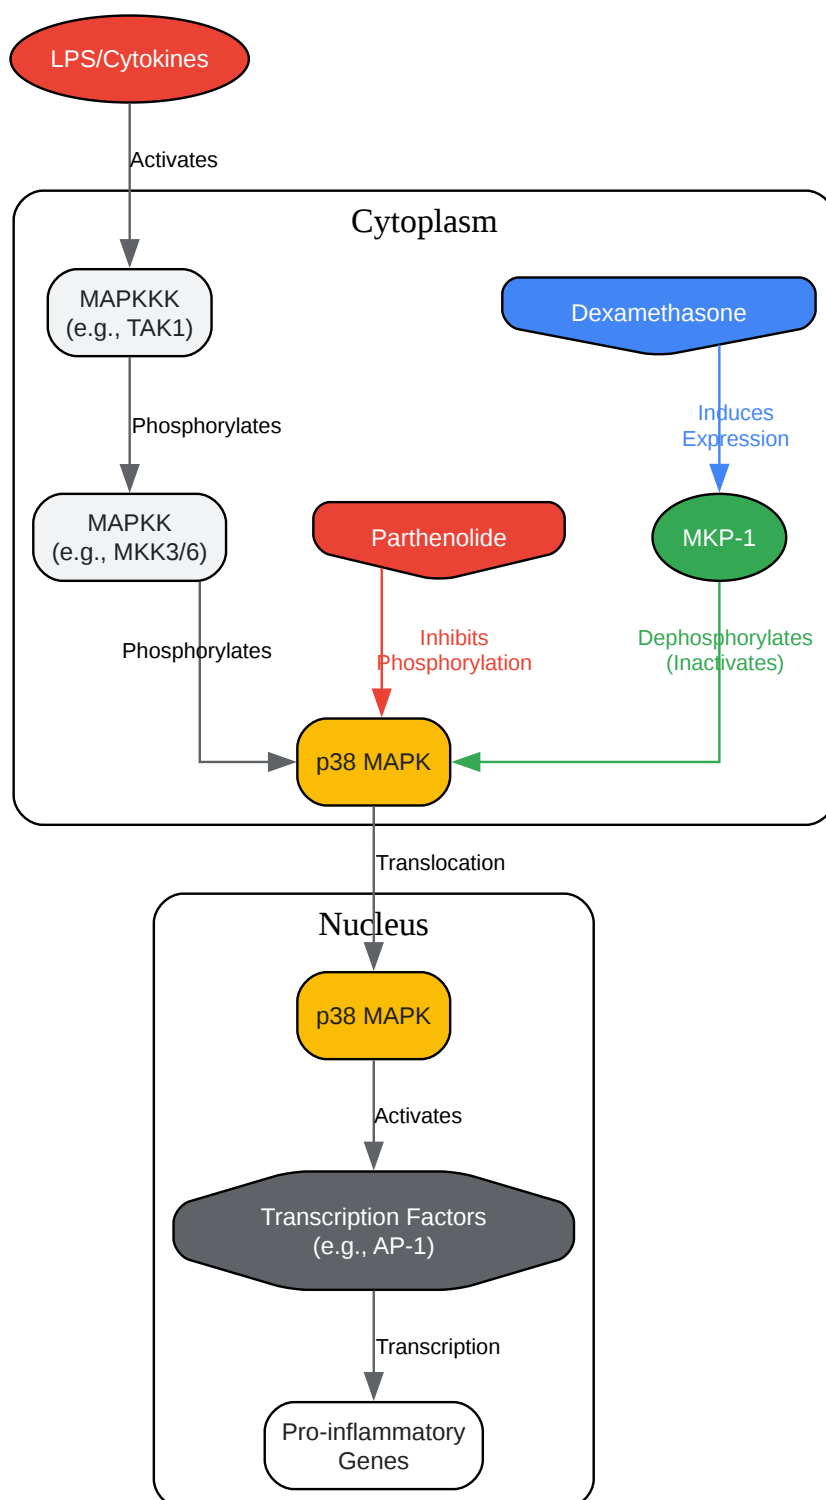 LPS/Cytokines
Activates
Cytoplasm
MAPKKK
(e.g., TAK1)
Dexamethasone
Phosphorylates
Induces
Expression
MAPKK
(e.g., MKK3/6)
Parthenolide
MKP-1
Phosphorylates
Inhibits
Phosphorylation
Dephosphorylates
(Inactivates)
p38 MAPK
Translocation
Nucleus
p38 MAPK
Activates
Transcription Factors
(e.g., AP-1)
Transcription
Pro-inflammatory
Genes